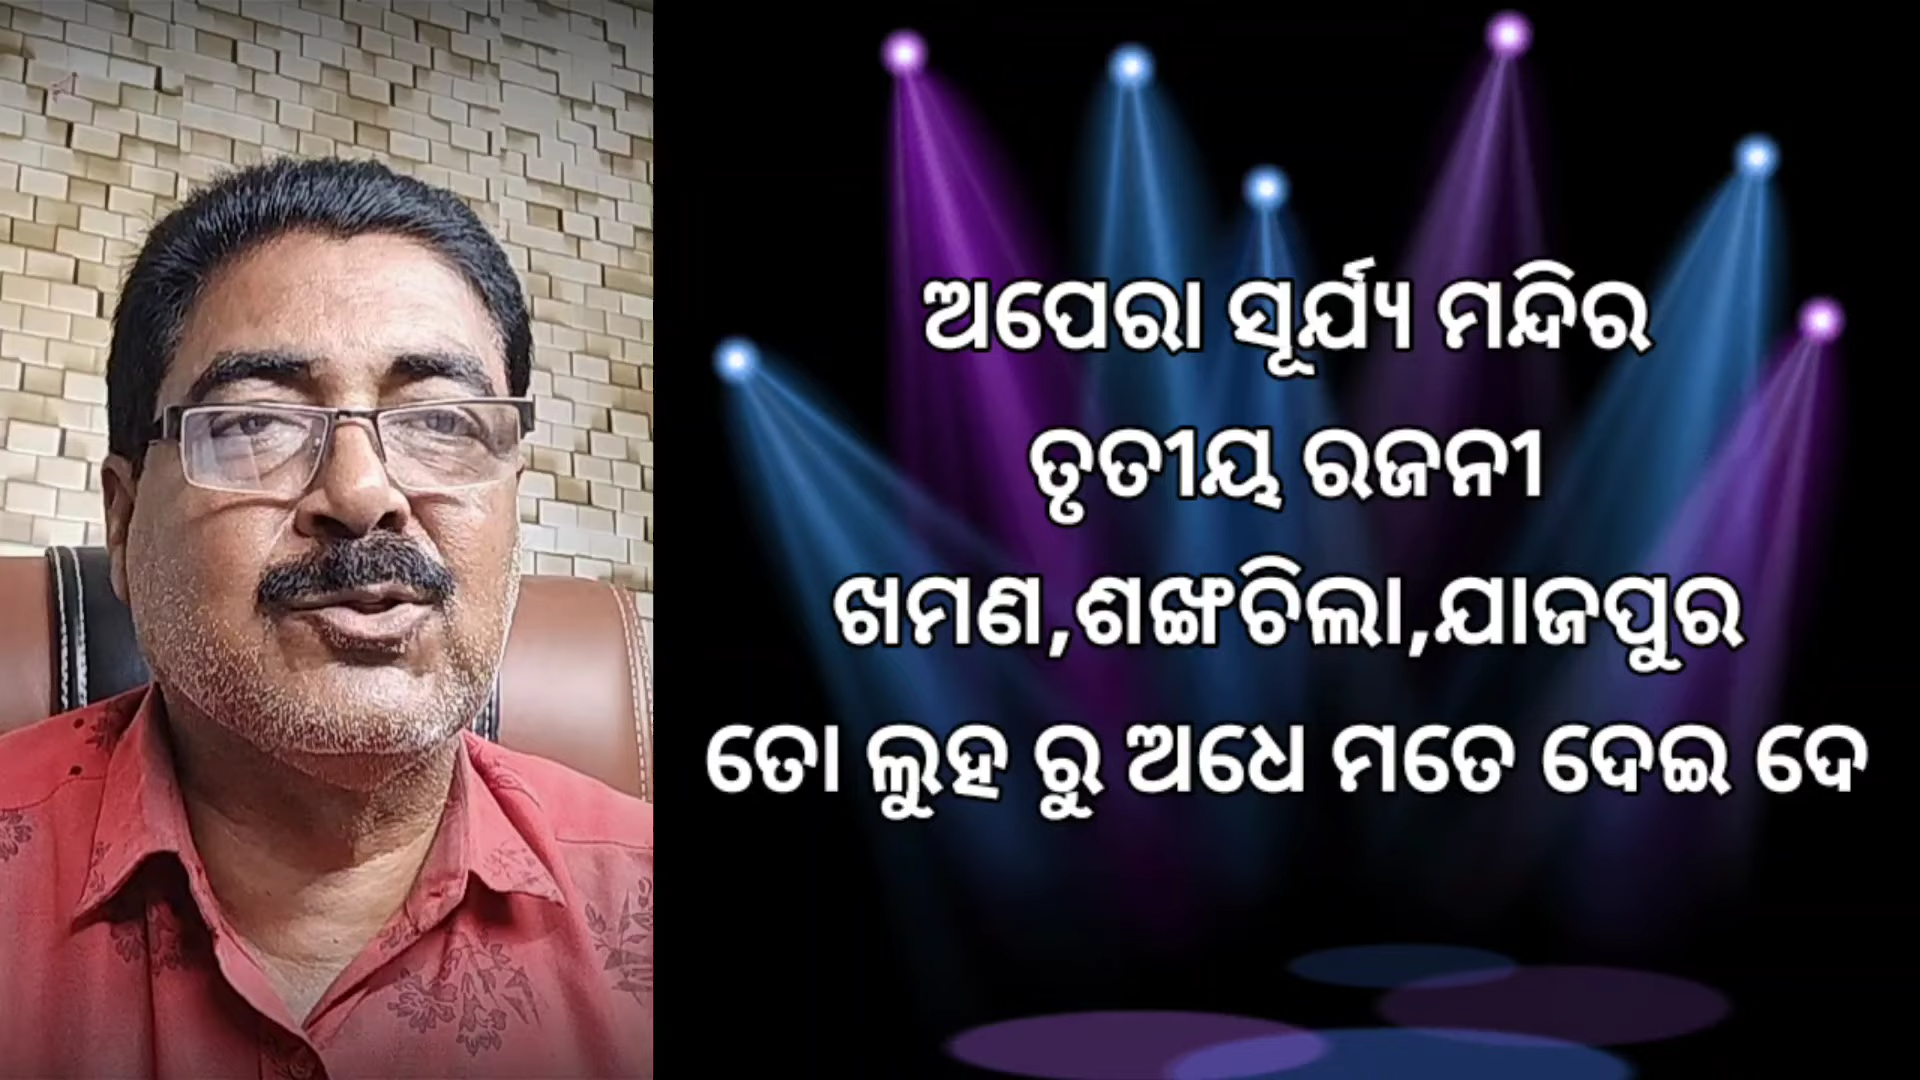 ଅପେରା ସୂର୍ଯ୍ୟ ମନ୍ଦିର
ତୃତୀୟ ରଜନୀ
ଖମଣ,ଶଙ୍ଖଚିଲା,ଯାଜପୁର
ତୋ ଲୁହ ରୁ ଅଧେ ମତେ ଦେଇ ଦେ